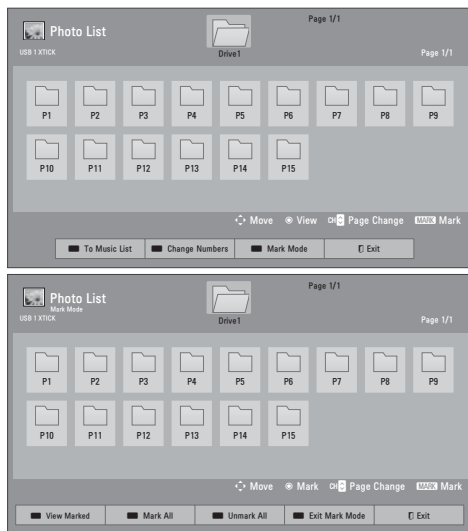 Page 1/1
Photo List
USB 1 XTICK
Drive1
Page 1/1
P1 P2 P3 P4 P5 P6 P7 P8 P9
P10 P11 P12 P13 P14 P15
Move View CH Page Change MARK Mark
To Music List Change Numbers Mark Mode Exit
Page 1/1
Photo List
Mark Mode
USB 1 XTICK
Drive1
Page 1/1
P1 P2 P3 P4 P5 P6 P7 P8 P9
P10 P11 P12 P13 P14 P15
Move Mark CH Page Change MARK Mark
View Marked Mark All Unmark All Exit Mark Mode Exit